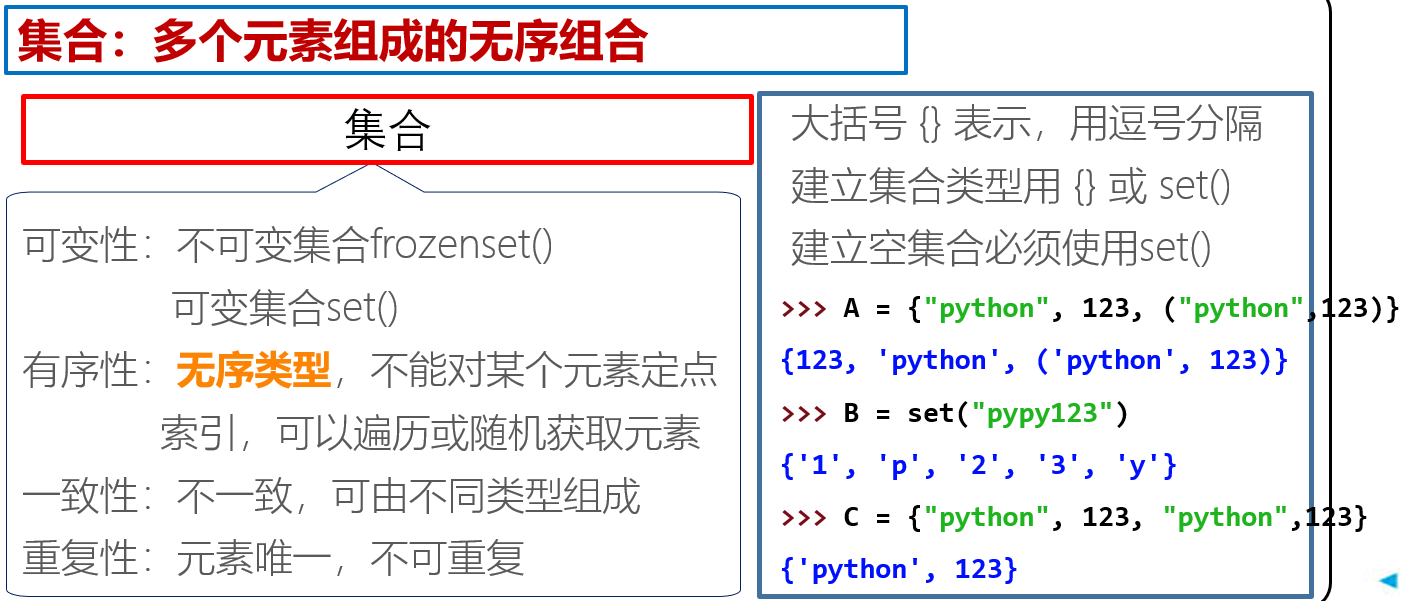 集合：多个元素组成的无序组合
集合
可变性：不可变集合frozenset()
可变集合set()
有序性：无序类型，不能对某个元素定点
索引，可以遍历或随机获取元素
一致性：不一致，可由不同类型组成
重复性：元素唯一，不可重复
大括号 {} 表示，用逗号分隔
建立集合类型用 {} 或 set()
建立空集合必须使用set()
>>> A = {"python", 123, ("python",123)}
{123, 'python', ('python', 123)}
>>> B = set("pypy123")
{'1', 'p', '2', '3', 'y'}
>>> C = {"python", 123, "python",123}
{'python', 123}